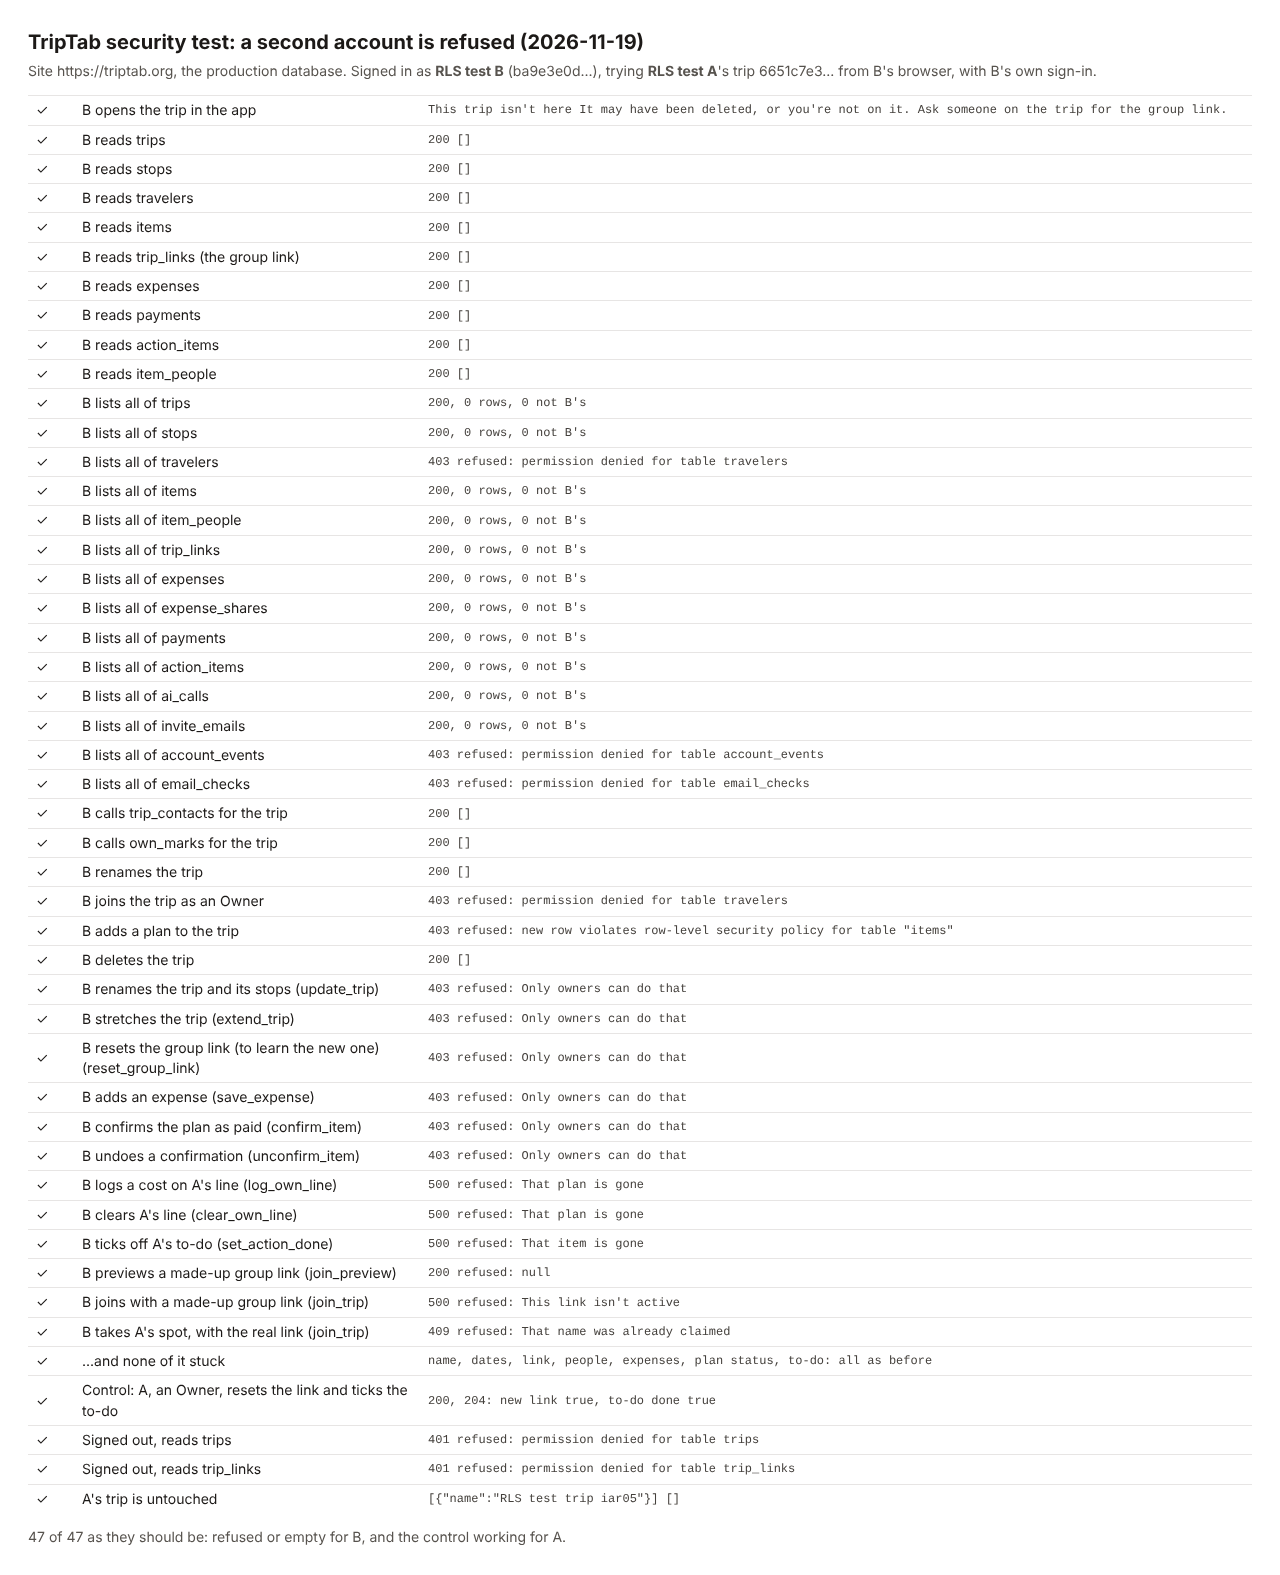 TripTab security test: a second account is refused (2026-11-19)
Site https://triptab.org, the production database. Signed in as RLS test B (ba9e3e0d...), trying RLS test A's trip 6651c7e3... from B's browser, with B's own sign-in.
✓ B opens the trip in the app This trip isn't here It may have been deleted, or you're not on it. Ask someone on the trip for the group link.
✓ B reads trips 200 []
✓ B reads stops 200 []
✓ B reads travelers 200 []
✓ B reads items 200 []
✓ B reads trip_links (the group link) 200 []
✓ B reads expenses 200 []
✓ B reads payments 200 []
✓ B reads action_items 200 []
✓ B reads item_people 200 []
✓ B lists all of trips 200, 0 rows, 0 not B's
✓ B lists all of stops 200, 0 rows, 0 not B's
✓ B lists all of travelers 403 refused: permission denied for table travelers
✓ B lists all of items 200, 0 rows, 0 not B's
✓ B lists all of item_people 200, 0 rows, 0 not B's
✓ B lists all of trip_links 200, 0 rows, 0 not B's
✓ B lists all of expenses 200, 0 rows, 0 not B's
✓ B lists all of expense_shares 200, 0 rows, 0 not B's
✓ B lists all of payments 200, 0 rows, 0 not B's
✓ B lists all of action_items 200, 0 rows, 0 not B's
✓ B lists all of ai_calls 200, 0 rows, 0 not B's
✓ B lists all of invite_emails 200, 0 rows, 0 not B's
✓ B lists all of account_events 403 refused: permission denied for table account_events
✓ B lists all of email_checks 403 refused: permission denied for table email_checks
✓ B calls trip_contacts for the trip 200 []
✓ B calls own_marks for the trip 200 []
✓ B renames the trip 200 []
✓ B joins the trip as an Owner 403 refused: permission denied for table travelers
✓ B adds a plan to the trip 403 refused: new row violates row-level security policy for table "items"
✓ B deletes the trip 200 []
✓ B renames the trip and its stops (update_trip) 403 refused: Only owners can do that
✓ B stretches the trip (extend_trip) 403 refused: Only owners can do that
✓ B resets the group link (to learn the new one)
(reset_group_link) 403 refused: Only owners can do that
✓ B adds an expense (save_expense) 403 refused: Only owners can do that
✓ B confirms the plan as paid (confirm_item) 403 refused: Only owners can do that
✓ B undoes a confirmation (unconfirm_item) 403 refused: Only owners can do that
✓ B logs a cost on A's line (log_own_line) 500 refused: That plan is gone
✓ B clears A's line (clear_own_line) 500 refused: That plan is gone
✓ B ticks off A's to-do (set_action_done) 500 refused: That item is gone
✓ B previews a made-up group link (join_preview) 200 refused: null
✓ B joins with a made-up group link (join_trip) 500 refused: This link isn't active
✓ B takes A's spot, with the real link (join_trip) 409 refused: That name was already claimed
✓ ...and none of it stuck name, dates, link, people, expenses, plan status, to-do: all as before
✓ Control: A, an Owner, resets the link and ticks the
to-do 200, 204: new link true, to-do done true
✓ Signed out, reads trips 401 refused: permission denied for table trips
✓ Signed out, reads trip_links 401 refused: permission denied for table trip_links
✓ A's trip is untouched [{"name":"RLS test trip iar05"}] []
47 of 47 as they should be: refused or empty for B, and the control working for A.